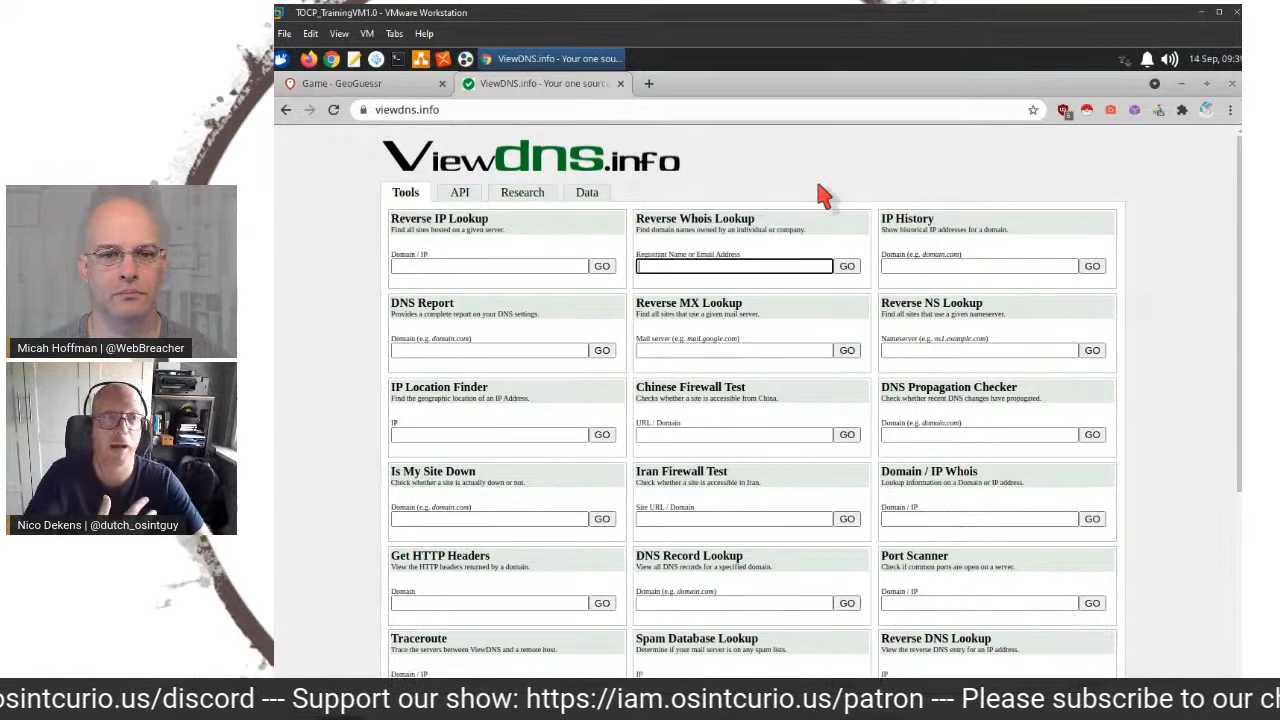 TOCP_TrainingVM1.0 - VMware Workstation
File Edit View VM Tabs Help
ViewDNS.info - Your one sou...
14 Sep, 09:39
Game - GeoGuessr
ViewDNS.info - Your one source
viewdns.info
Viewdns.info
Tools API Research Data
Reverse IP Lookup
Find all sites hosted on a given server.
Domain / IP
GO
Reverse Whois Lookup
Find domain names owned by an individual or company.
Registrant Name or Email Address
GO
IP History
Show historical IP addresses for a domain.
Domain (e.g. domain.com)
GO
DNS Report
Provides a complete report on your DNS settings.
Domain (e.g. domain.com)
GO
Reverse MX Lookup
Find all sites that use a given mail server.
Mail server (e.g. mail.google.com)
GO
Reverse NS Lookup
Find all sites that use a given nameserver.
Nameserver (e.g. ns1.example.com)
GO
IP Location Finder
Find the geographic location of an IP Address.
IP
GO
Chinese Firewall Test
Checks whether a site is accessible from China.
URL / Domain
GO
DNS Propagation Checker
Check whether recent DNS changes have propagated.
Domain (e.g. domain.com)
GO
Is My Site Down
Check whether a site is actually down or not.
Domain (e.g. domain.com)
GO
Iran Firewall Test
Check whether a site is accessible in Iran.
Site URL / Domain
GO
Domain / IP Whois
Lookup information on a Domain or IP address.
Domain / IP
GO
Get HTTP Headers
View the HTTP headers returned by a domain.
Domain
GO
DNS Record Lookup
View all DNS records for a specified domain.
Domain (e.g. domain.com)
GO
Port Scanner
Check if common ports are open on a server.
Domain / IP
GO
Traceroute
Trace the servers between ViewDNS and a remote host.
Domain / IP
Spam Database Lookup
Determine if your mail server is on any spam lists.
IP
Reverse DNS Lookup
View the reverse DNS entry for an IP address.
IP
Micah Hoffman | @WebBreacher
Nico Dekens | @dutch_osintguy
osintcurio.us/discord --- Support our show: https://iam.osintcurio.us/patron --- Please subscribe to our ch